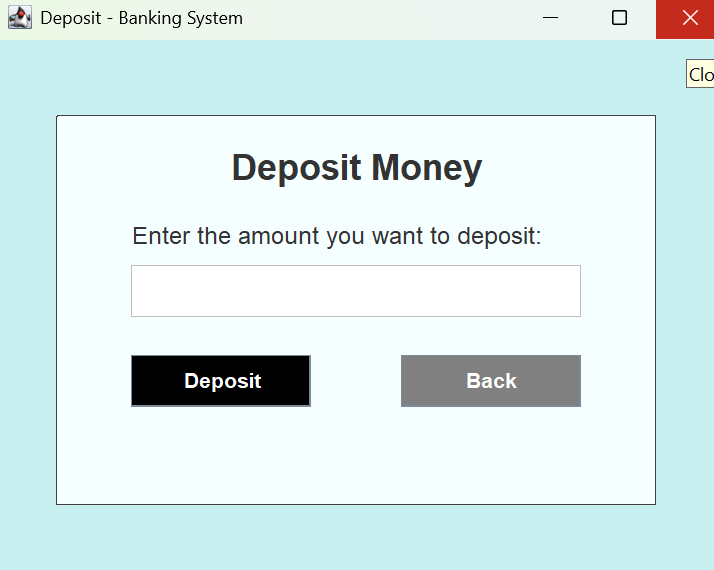 Deposit - Banking System
Clo
Deposit Money
Enter the amount you want to deposit:
Deposit
Back